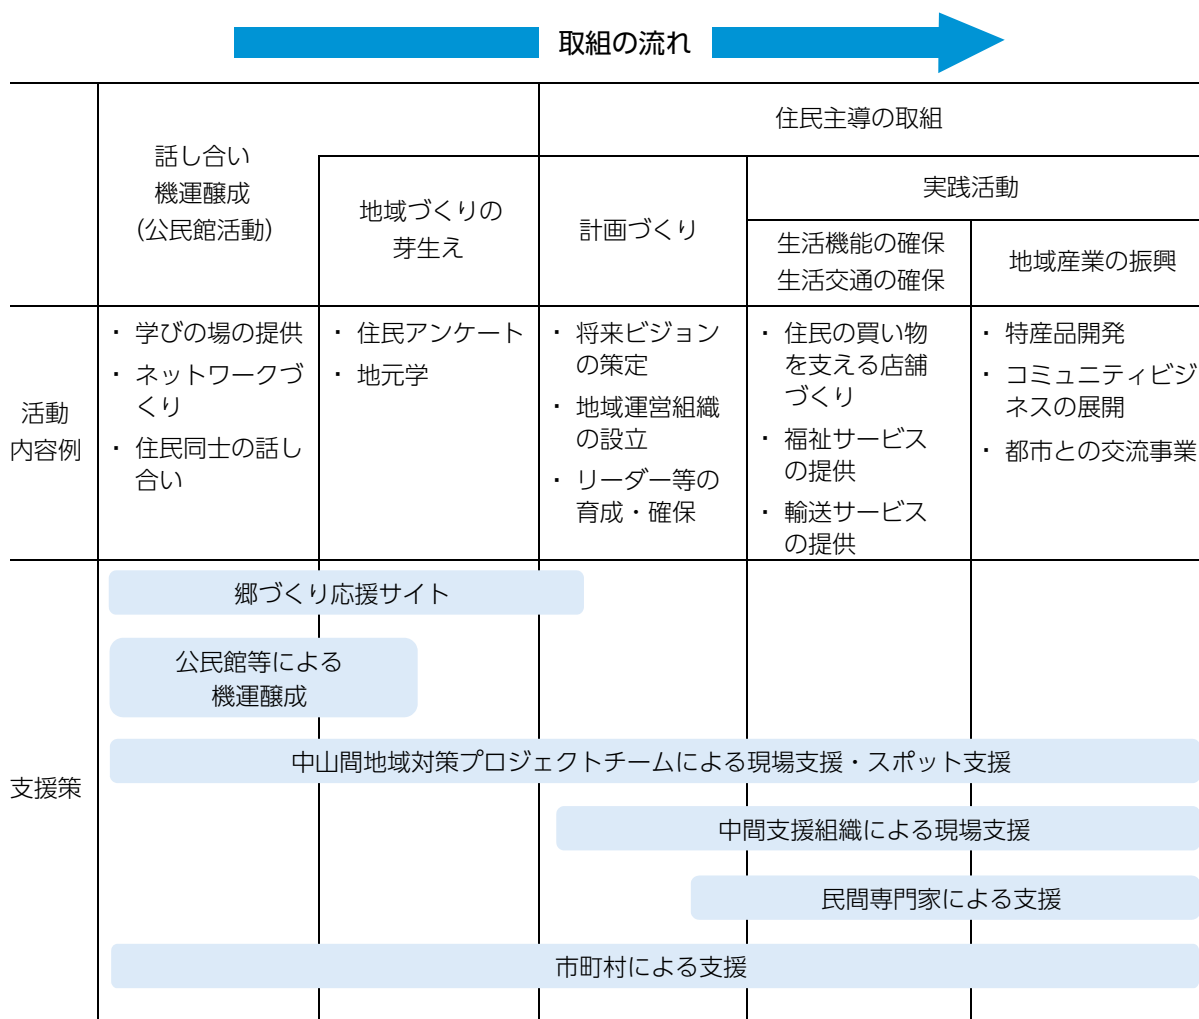 取組の流れ
住民主導の取組
話し合い
機運醸成
(公民館活動)
地域づくりの
芽生え
計画づくり
実践活動
生活機能の確保
生活交通の確保
地域産業の振興
活動
内容例
・ 学びの場の提供
・ ネットワークづ
くり
・ 住民同士の話し
合い
・ 住民アンケート
・ 地元学
・ 将来ビジョン
の策定
・ 地域運営組織
の設立
・ リーダー等の
育成・確保
・ 住民の買い物
を支える店舗
づくり
・ 福祉サービス
の提供
・ 輸送サービス
の提供
・ 特産品開発
・ コミュニティビジ
ネスの展開
・ 都市との交流事業
支援策
郷づくり応援サイト
公民館等による
機運醸成
中山間地域対策プロジェクトチームによる現場支援・スポット支援
中間支援組織による現場支援
民間専門家による支援
市町村による支援